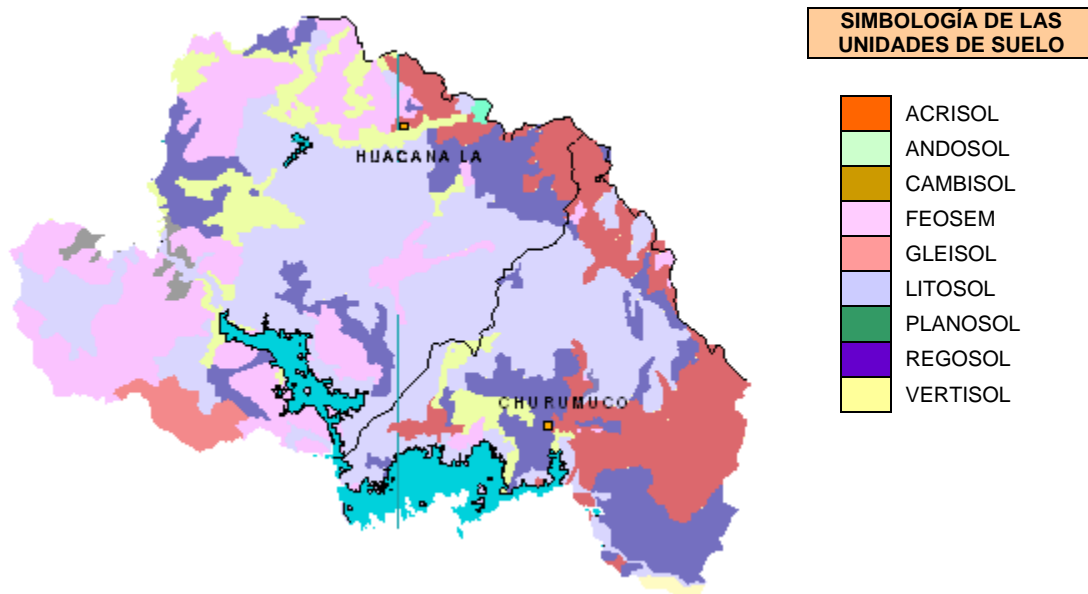 SIMBOLOGÍA DE LAS
UNIDADES DE SUELO
ACRISOL
ANDOSOL
CAMBISOL
FEOSEM
GLEISOL
LITOSOL
PLANOSOL
REGOSOL
VERTISOL
HUACANA LA
CHURUMUCO